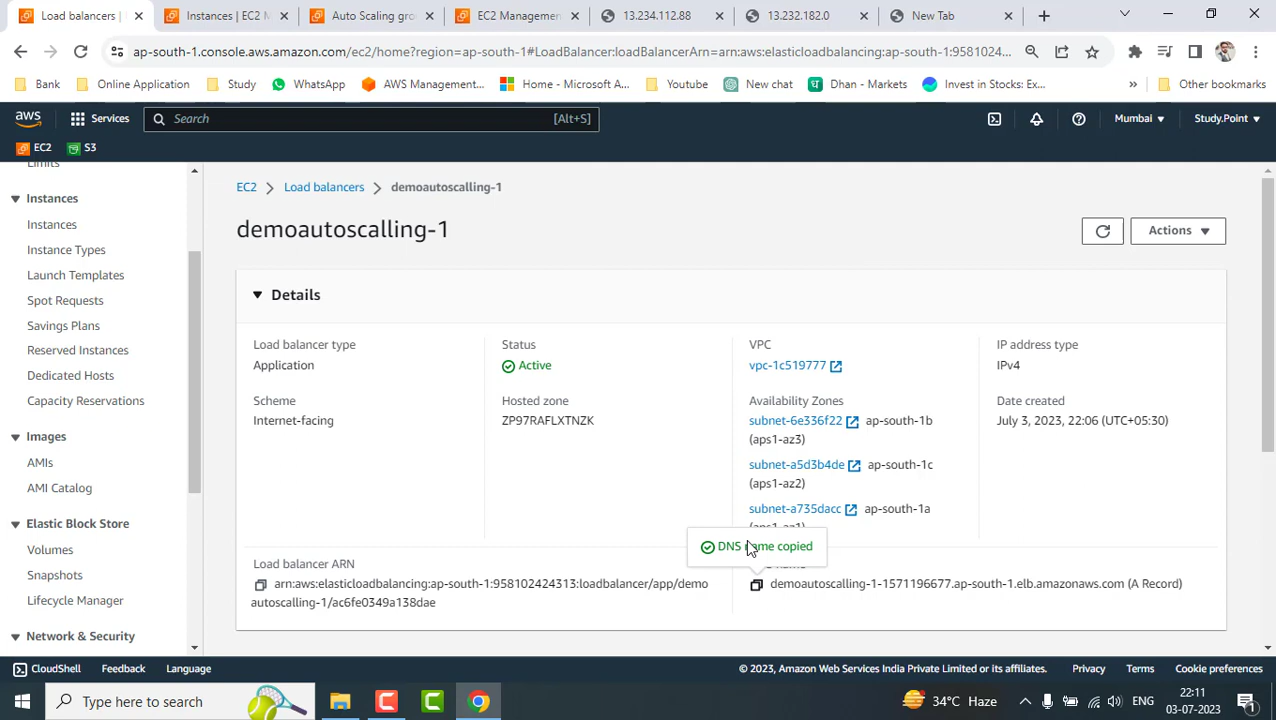 Load balancers |
Instances | EC2 M
Auto Scaling gro
EC2 Management
13.234.112.88
13.232.182.0
New Tab
ap-south-1.console.aws.amazon.com/ec2/home?region=ap-south-1#LoadBalancer:loadBalancerArn=arn:aws:elasticloadbalancing:ap-south-1:9581024...
Bank
Online Application
Study
WhatsApp
AWS Management...
Home - Microsoft A...
Youtube
New chat
Dhan - Markets
Invest in Stocks: Ex...
»
Other bookmarks
aws
Services
Search
[Alt+S]
Mumbai
Study.Point
EC2
S3
Limits
Instances
Instances
Instance Types
Launch Templates
Spot Requests
Savings Plans
Reserved Instances
Dedicated Hosts
Capacity Reservations
Images
AMIs
AMI Catalog
Elastic Block Store
Volumes
Snapshots
Lifecycle Manager
Network & Security
EC2
Load balancers
demoautoscalling-1
demoautoscalling-1
Actions
Details
Load balancer type
Application
Status
Active
VPC
vpc-1c519777
IP address type
IPv4
Scheme
Internet-facing
Hosted zone
ZP97RAFLXTNZK
Availability Zones
subnet-6e336f22 ap-south-1b
(aps1-az3)
subnet-a5d3b4de ap-south-1c
(aps1-az2)
subnet-a735dacc ap-south-1a
(aps1-az1)
Date created
July 3, 2023, 22:06 (UTC+05:30)
DNS name copied
Load balancer ARN
arn:aws:elasticloadbalancing:ap-south-1:958102424313:loadbalancer/app/demo
autoscalling-1/ac6fe0349a138dae
demoautoscalling-1-1571196677.ap-south-1.elb.amazonaws.com (A Record)
CloudShell
Feedback
Language
© 2023, Amazon Web Services India Private Limited or its affiliates.
Privacy
Terms
Cookie preferences
Type here to search
34°C Haze
ENG
22:11
03-07-2023
1